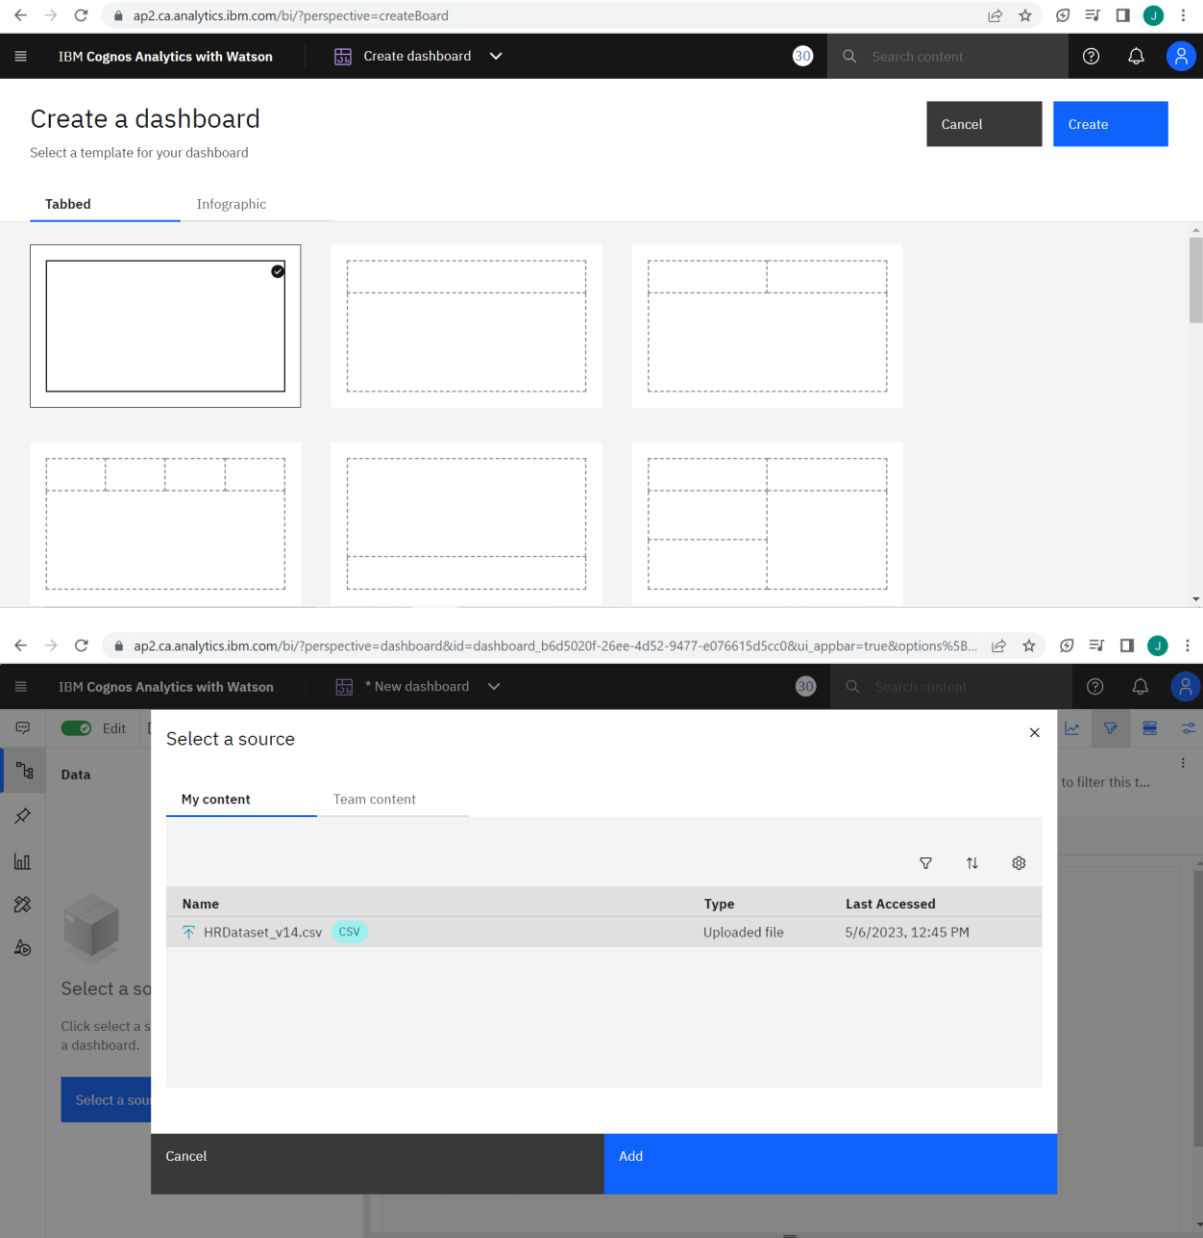 ap2.ca.analytics.ibm.com/bi/?perspective=createBoard
J
IBM Cognos Analytics with Watson
Create dashboard
30
Search content
Create a dashboard
Cancel
Create
Select a template for your dashboard
Tabbed
Infographic
ap2.ca.analytics.ibm.com/bi/?perspective=dashboard&id=dashboard_b6d5020f-26ee-4d52-9477-e076615d5cc0&ui_appbar=true&options%5B...
J
IBM Cognos Analytics with Watson
* New dashboard
30
Search content
Edit
Select a source
Data
to filter this t...
My content
Team content
Name
Type
Last Accessed
HRDataset_v14.csv
CSV
Uploaded file
5/6/2023, 12:45 PM
Select a so
Click select a s
a dashboard.
Select a sou
Cancel
Add